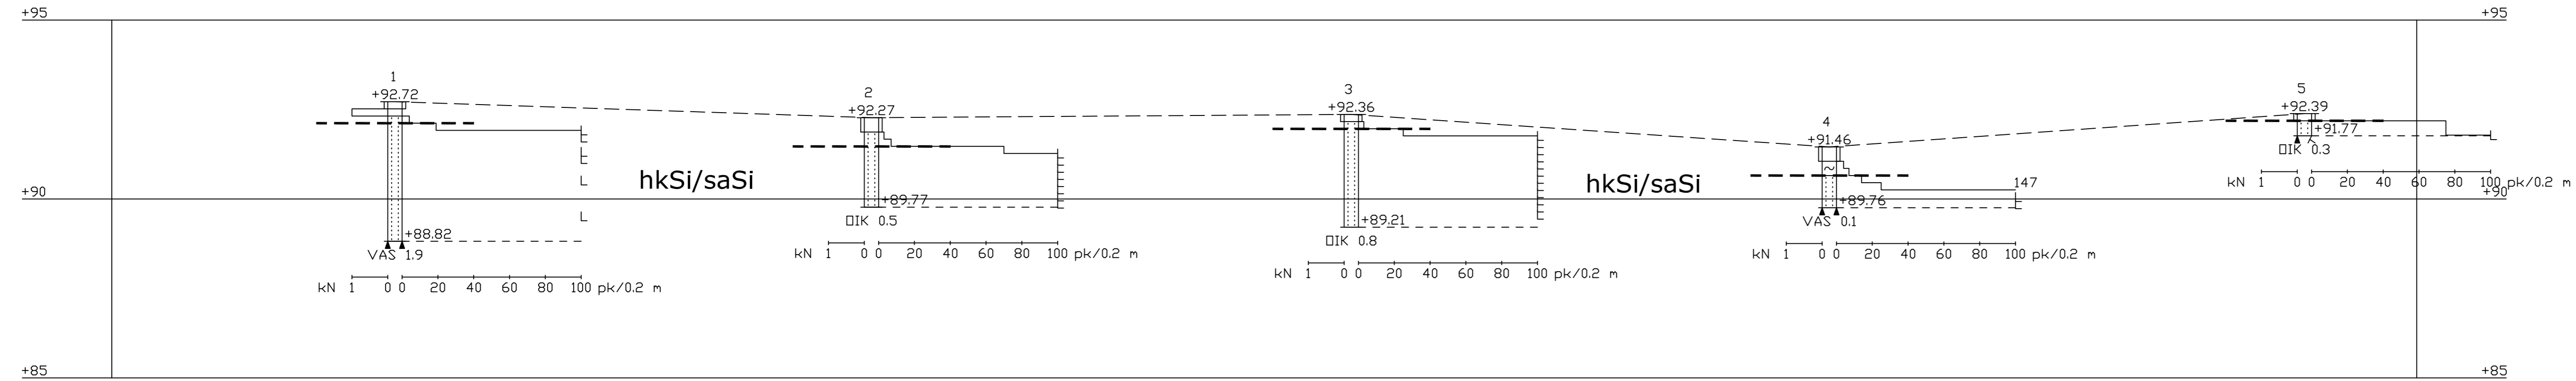 +95 +95
1
+92.72
2
+92.27
3
+92.36
4
+91.46
5
+92.39
+91.77
hkSi/saSi
hkSi/saSi
+90 +90
147
+89.77
+89.76
+89.21
+88.82
VAS 1.9
IK 0.5
IK 0.8
VAS 0.1
IK 0.3
kN 1 0 0 20 40 60 80 100 pk/0.2 m
kN 1 0 0 20 40 60 80 100 pk/0.2 m
kN 1 0 0 20 40 60 80 100 pk/0.2 m
kN 1 0 0 20 40 60 80 100 pk/0.2 m
kN 1 0 0 20 40 60 80 100 pk/0.2 m
+85 +85